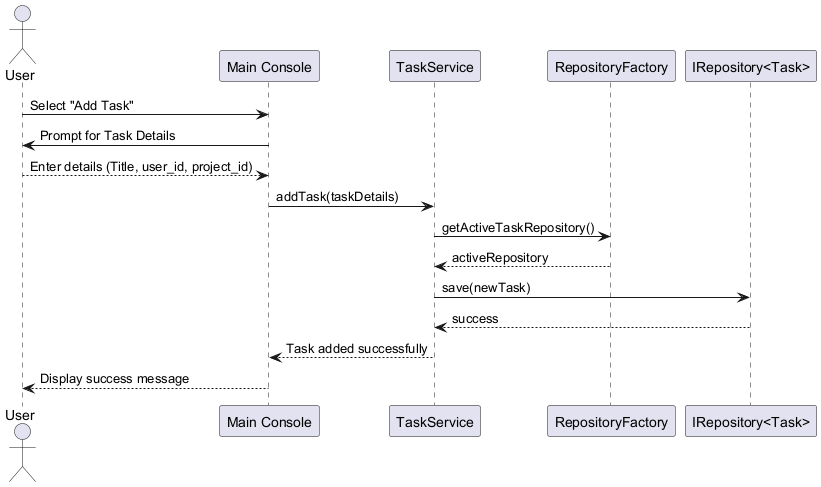 User
Main Console
TaskService
RepositoryFactory
IRepository<Task>
Select "Add Task"
Prompt for Task Details
Enter details (Title, user_id, project_id)
addTask(taskDetails)
getActiveTaskRepository()
activeRepository
save(newTask)
success
Task added successfully
Display success message
User
Main Console
TaskService
RepositoryFactory
IRepository<Task>